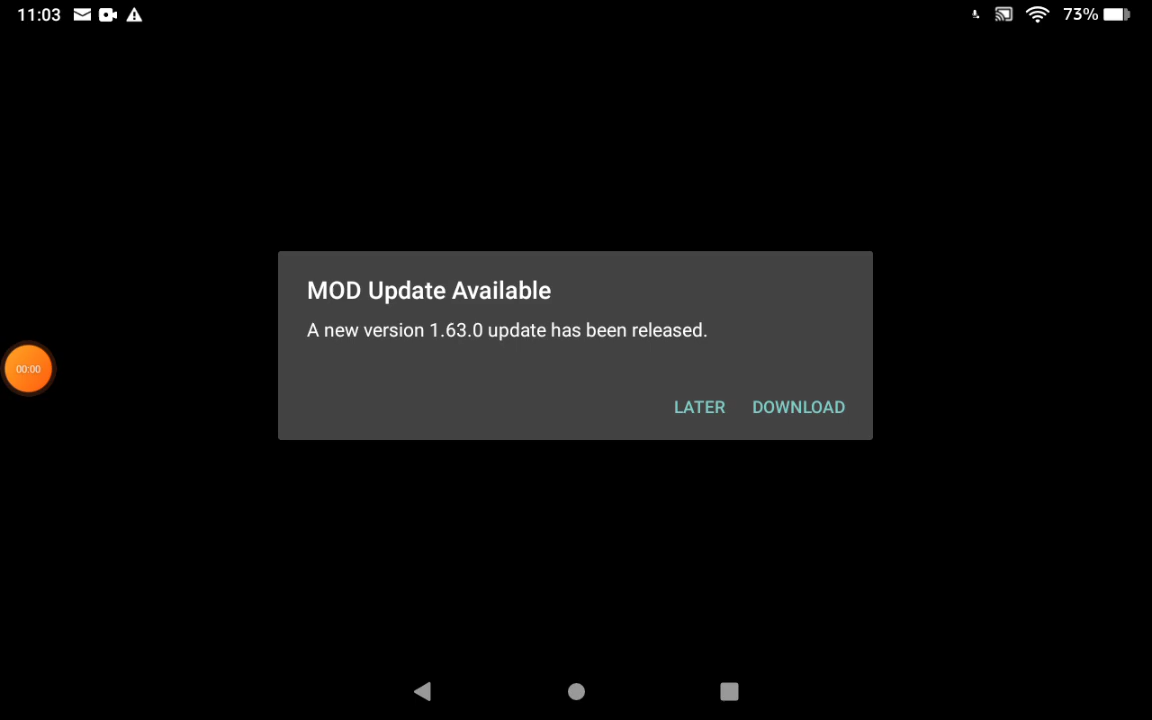 11:03
73%
MOD Update Available
A new version 1.63.0 update has been released.
00:00
LATER DOWNLOAD